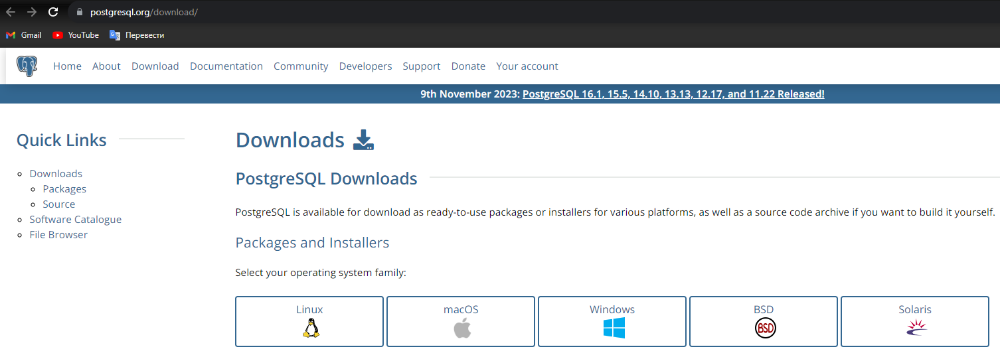 postgresql.org/download/
Gmail YouTube Перевести
Home About Download Documentation Community Developers Support Donate Your account
9th November 2023: PostgreSQL 16.1, 15.5, 14.10, 13.13, 12.17, and 11.22 Released!
Quick Links
Downloads
Packages
Source
Software Catalogue
File Browser
Downloads
PostgreSQL Downloads
PostgreSQL is available for download as ready-to-use packages or installers for various platforms, as well as a source code archive if you want to build it yourself.
Packages and Installers
Select your operating system family:
Linux macOS Windows BSD Solaris
BSD